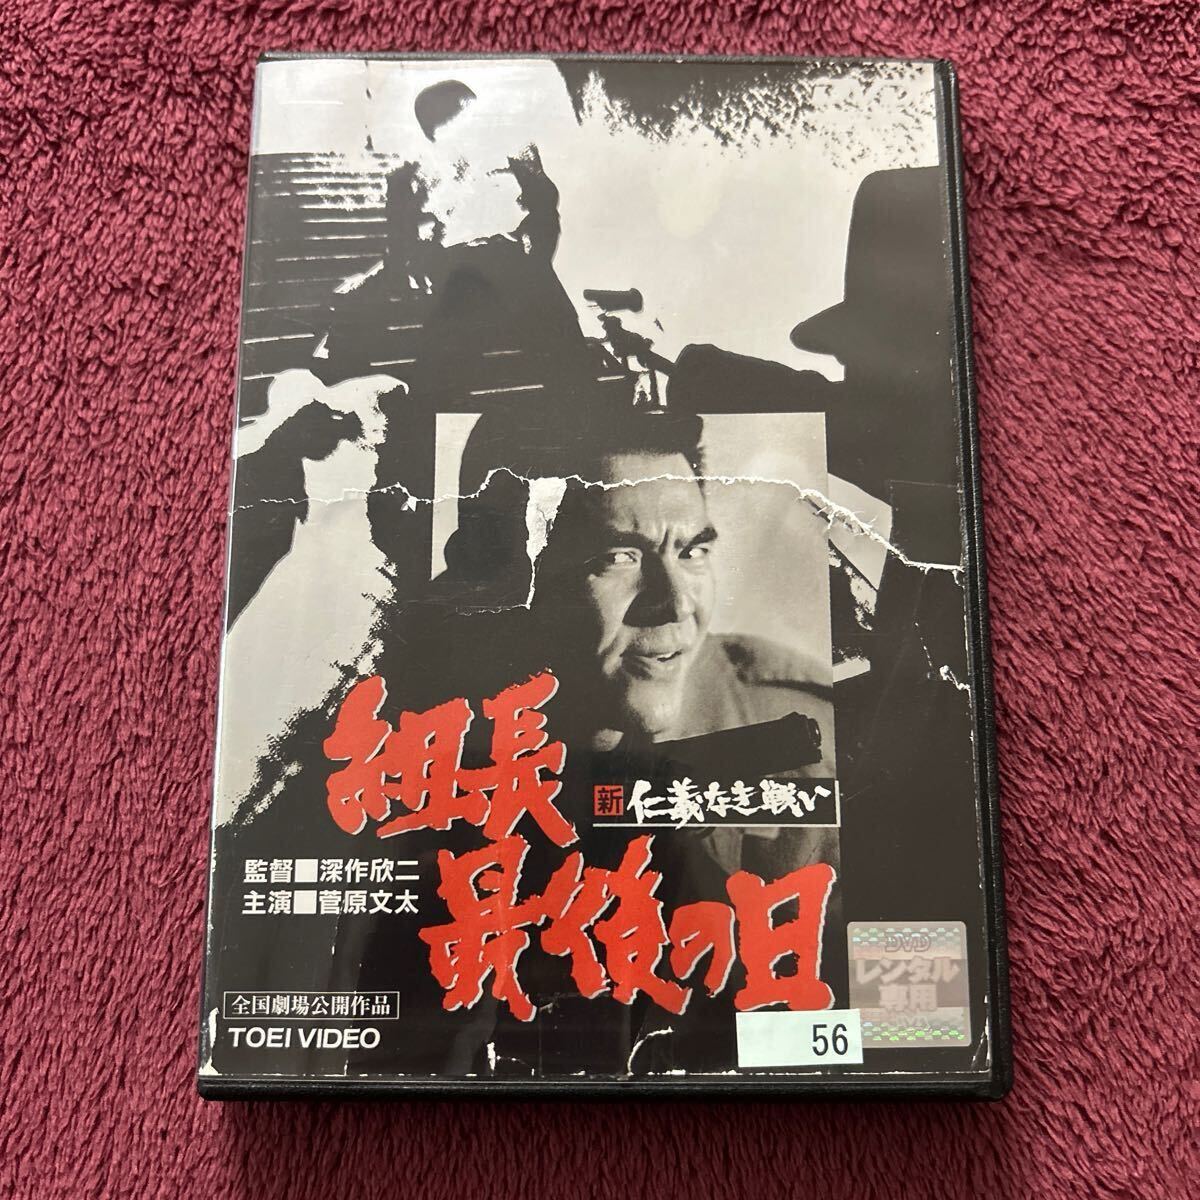 組長
新 仁義なき戦い
最後の日
監督■深作欣二
主演■菅原文太
全国劇場公開作品
TOEI VIDEO
DVD
レンタル
専用
56